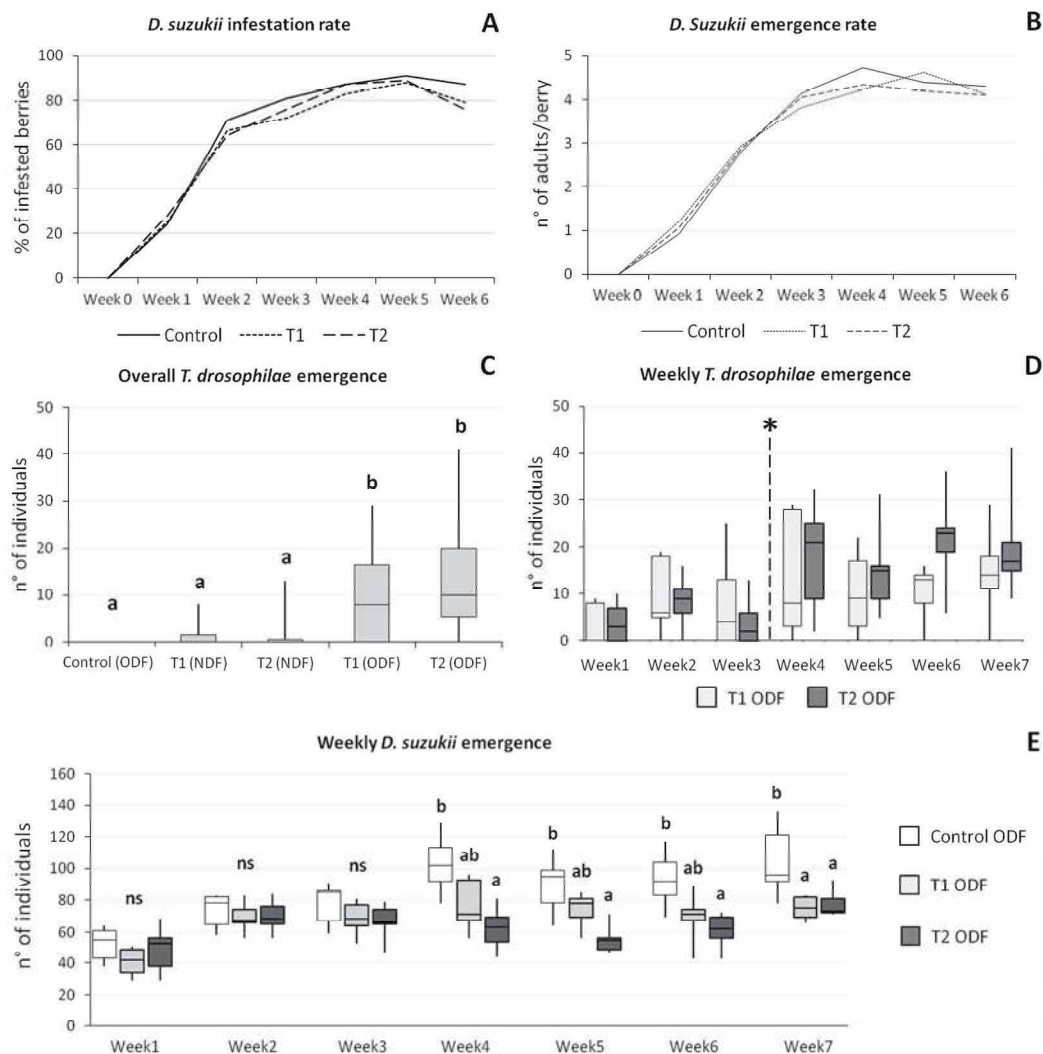 D. suzukii infestation rate
A
% of infested berries
100
80
60
40
20
0
Week 0 Week 1 Week 2 Week 3 Week 4 Week 5 Week 6
Control T1 T2
D. Suzukii emergence rate
B
n° of adults/berry
5
4
3
2
1
0
Week 0 Week 1 Week 2 Week 3 Week 4 Week 5 Week 6
Control T1 T2
Overall T. drosophilae emergence
C
n° of individuals
50
40
30
20
10
0
a a a b b
Control (ODF) T1 (NDF) T2 (NDF) T1 (ODF) T2 (ODF)
Weekly T. drosophilae emergence
D
n° of individuals
50
40
30
20
10
0
*
Week1 Week2 Week3 Week4 Week5 Week6 Week7
T1 ODF T2 ODF
Weekly D. suzukii emergence
E
n° of individuals
160
140
120
100
80
60
40
20
0
ns ns ns b ab a b ab a b ab a b a a
Week1 Week2 Week3 Week4 Week5 Week6 Week7
Control ODF
T1 ODF
T2 ODF